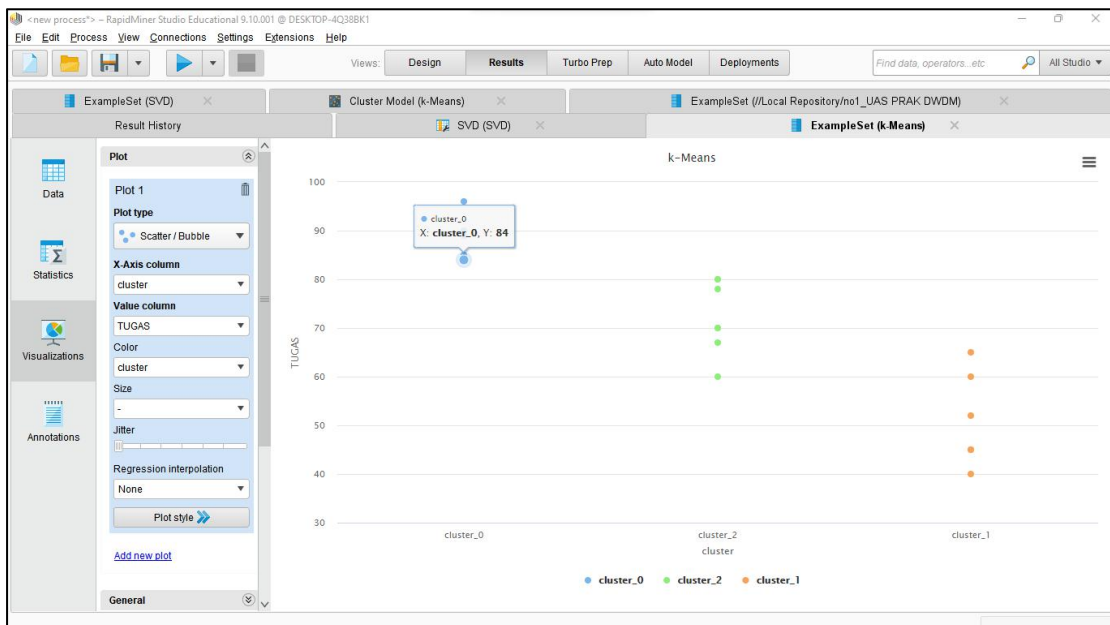 <new process*> – RapidMiner Studio Educational 9.10.001 @ DESKTOP-4Q38BK1
File Edit Process View Connections Settings Extensions Help
Views: Design Results Turbo Prep Auto Model Deployments Find data, operators...etc All Studio
ExampleSet (SVD) Cluster Model (k-Means) ExampleSet (//Local Repository/no1_UAS PRAK DWDM)
Result History SVD (SVD) ExampleSet (k-Means)
Data
Statistics
Visualizations
Annotations
Plot
Plot 1
Plot type
Scatter / Bubble
X-Axis column
cluster
Value column
TUGAS
Color
cluster
Size
-
Jitter
Regression interpolation
None
Plot style
Add new plot
General
k-Means
100
90
80
70
60
50
40
30
TUGAS
cluster_0
X: cluster_0, Y: 84
cluster_0 cluster_2 cluster_1
cluster
cluster_0 cluster_2 cluster_1